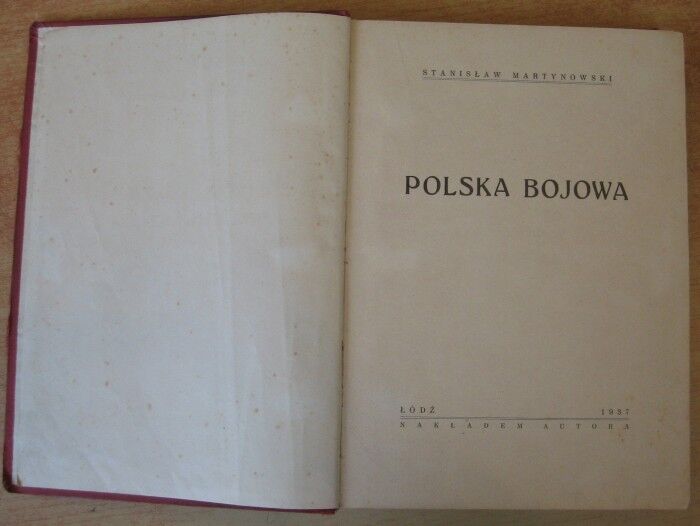 STANISŁAW MARTYNOWSKI
POLSKA BOJOWA
ŁÓDŹ 1937
NAKŁADEM AUTORA